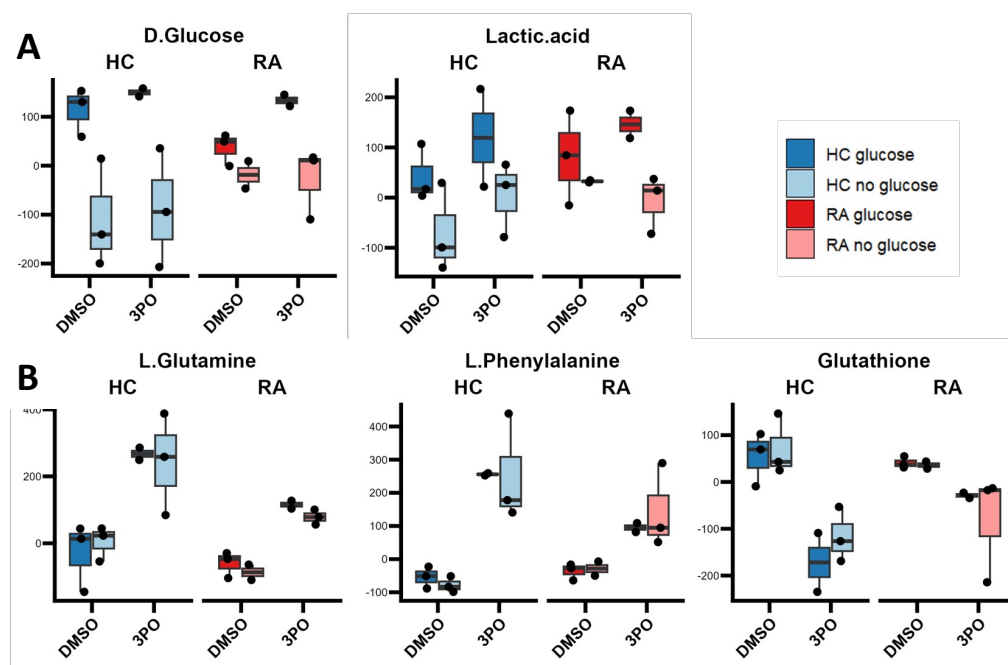 A
D.Glucose
HC RA
100
0
-100
-200
DMSO 3PO DMSO 3PO
Lactic.acid
HC RA
200
100
0
-100
DMSO 3PO DMSO 3PO
HC glucose
HC no glucose
RA glucose
RA no glucose
B
L.Glutamine
HC RA
400
200
0
DMSO 3PO DMSO 3PO
L.Phenylalanine
HC RA
400
300
200
100
0
-100
DMSO 3PO DMSO 3PO
Glutathione
HC RA
100
0
-100
-200
DMSO 3PO DMSO 3PO